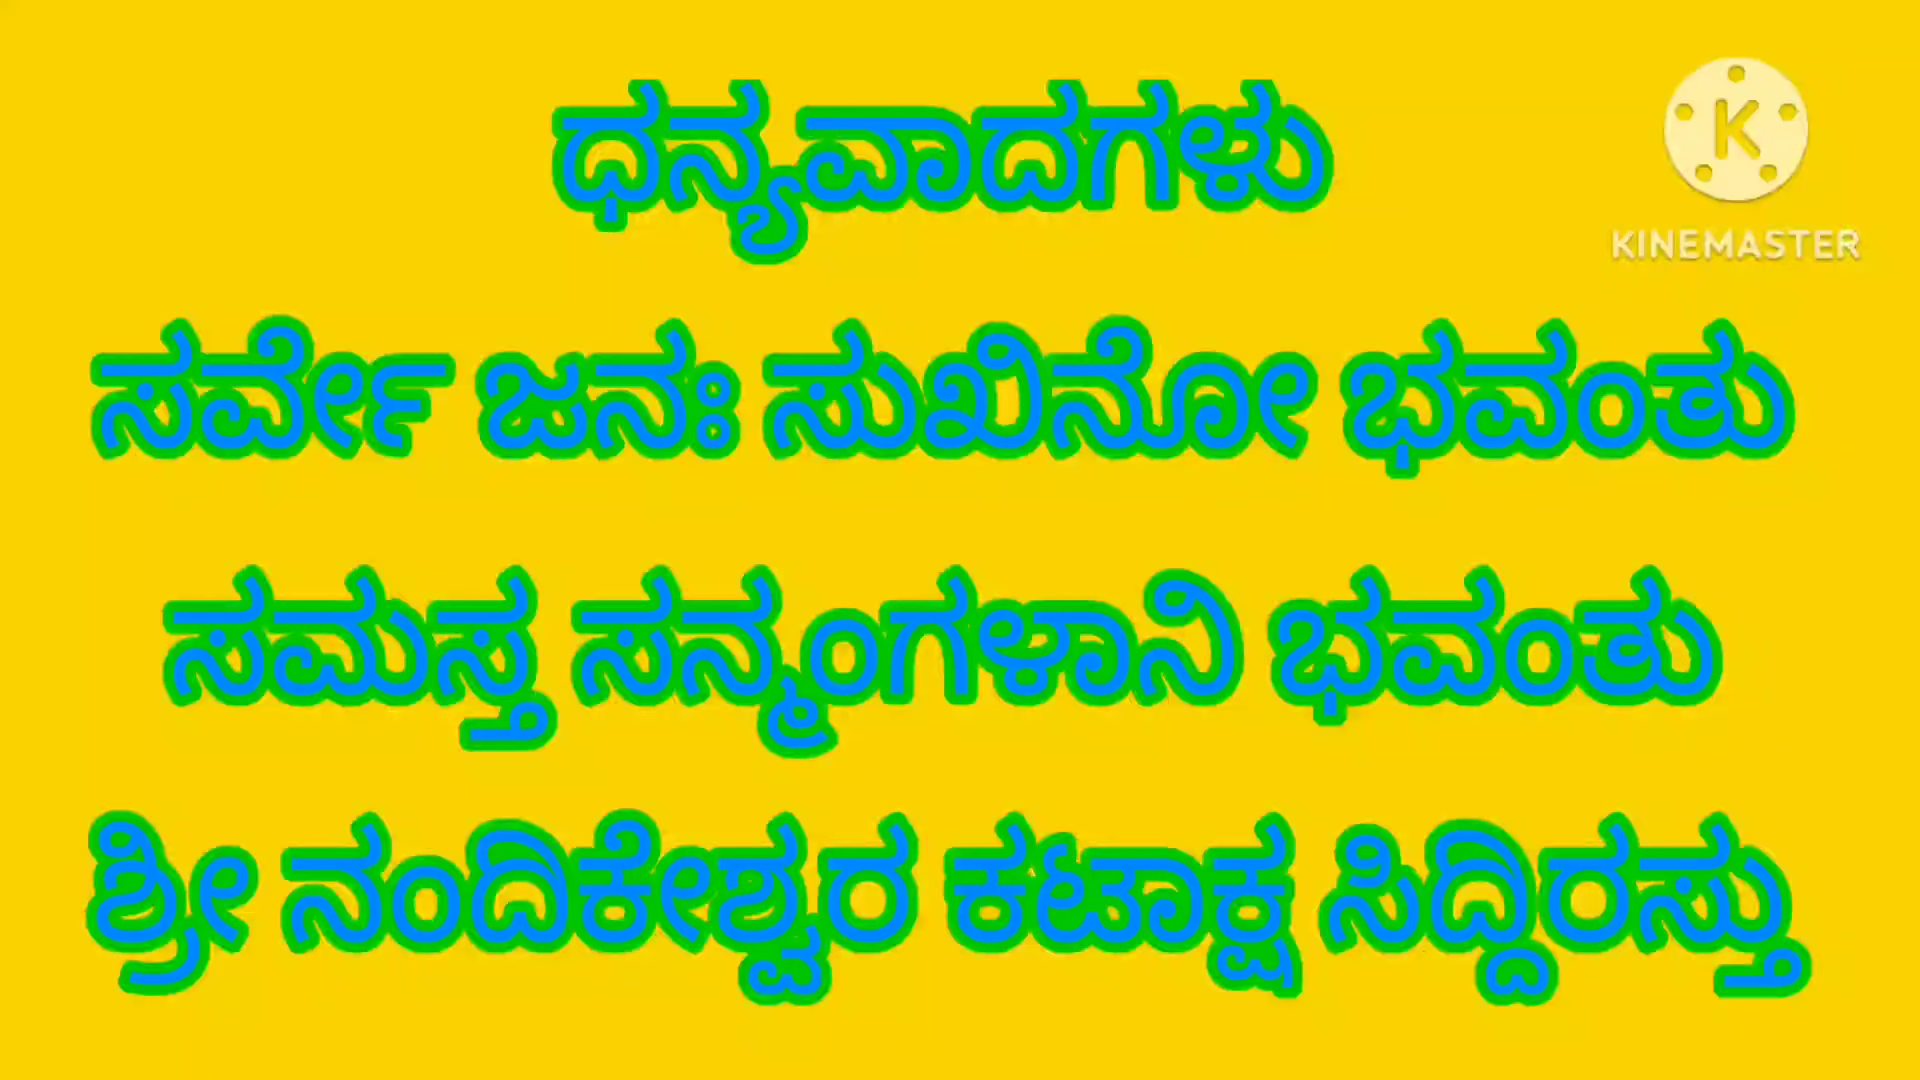 ಧನ್ಯವಾದಗಳು
KINEMASTER
ಸರ್ವೇ ಜನಃ ಸುಖಿನೋ ಭವಂತು
ಸಮಸ್ತ ಸನ್ಮಂಗಳಾನಿ ಭವಂತು
ಶ್ರೀ ನಂದಿಕೇಶ್ವರ ಕಟಾಕ್ಷ ಸಿದ್ದಿರಸ್ತು